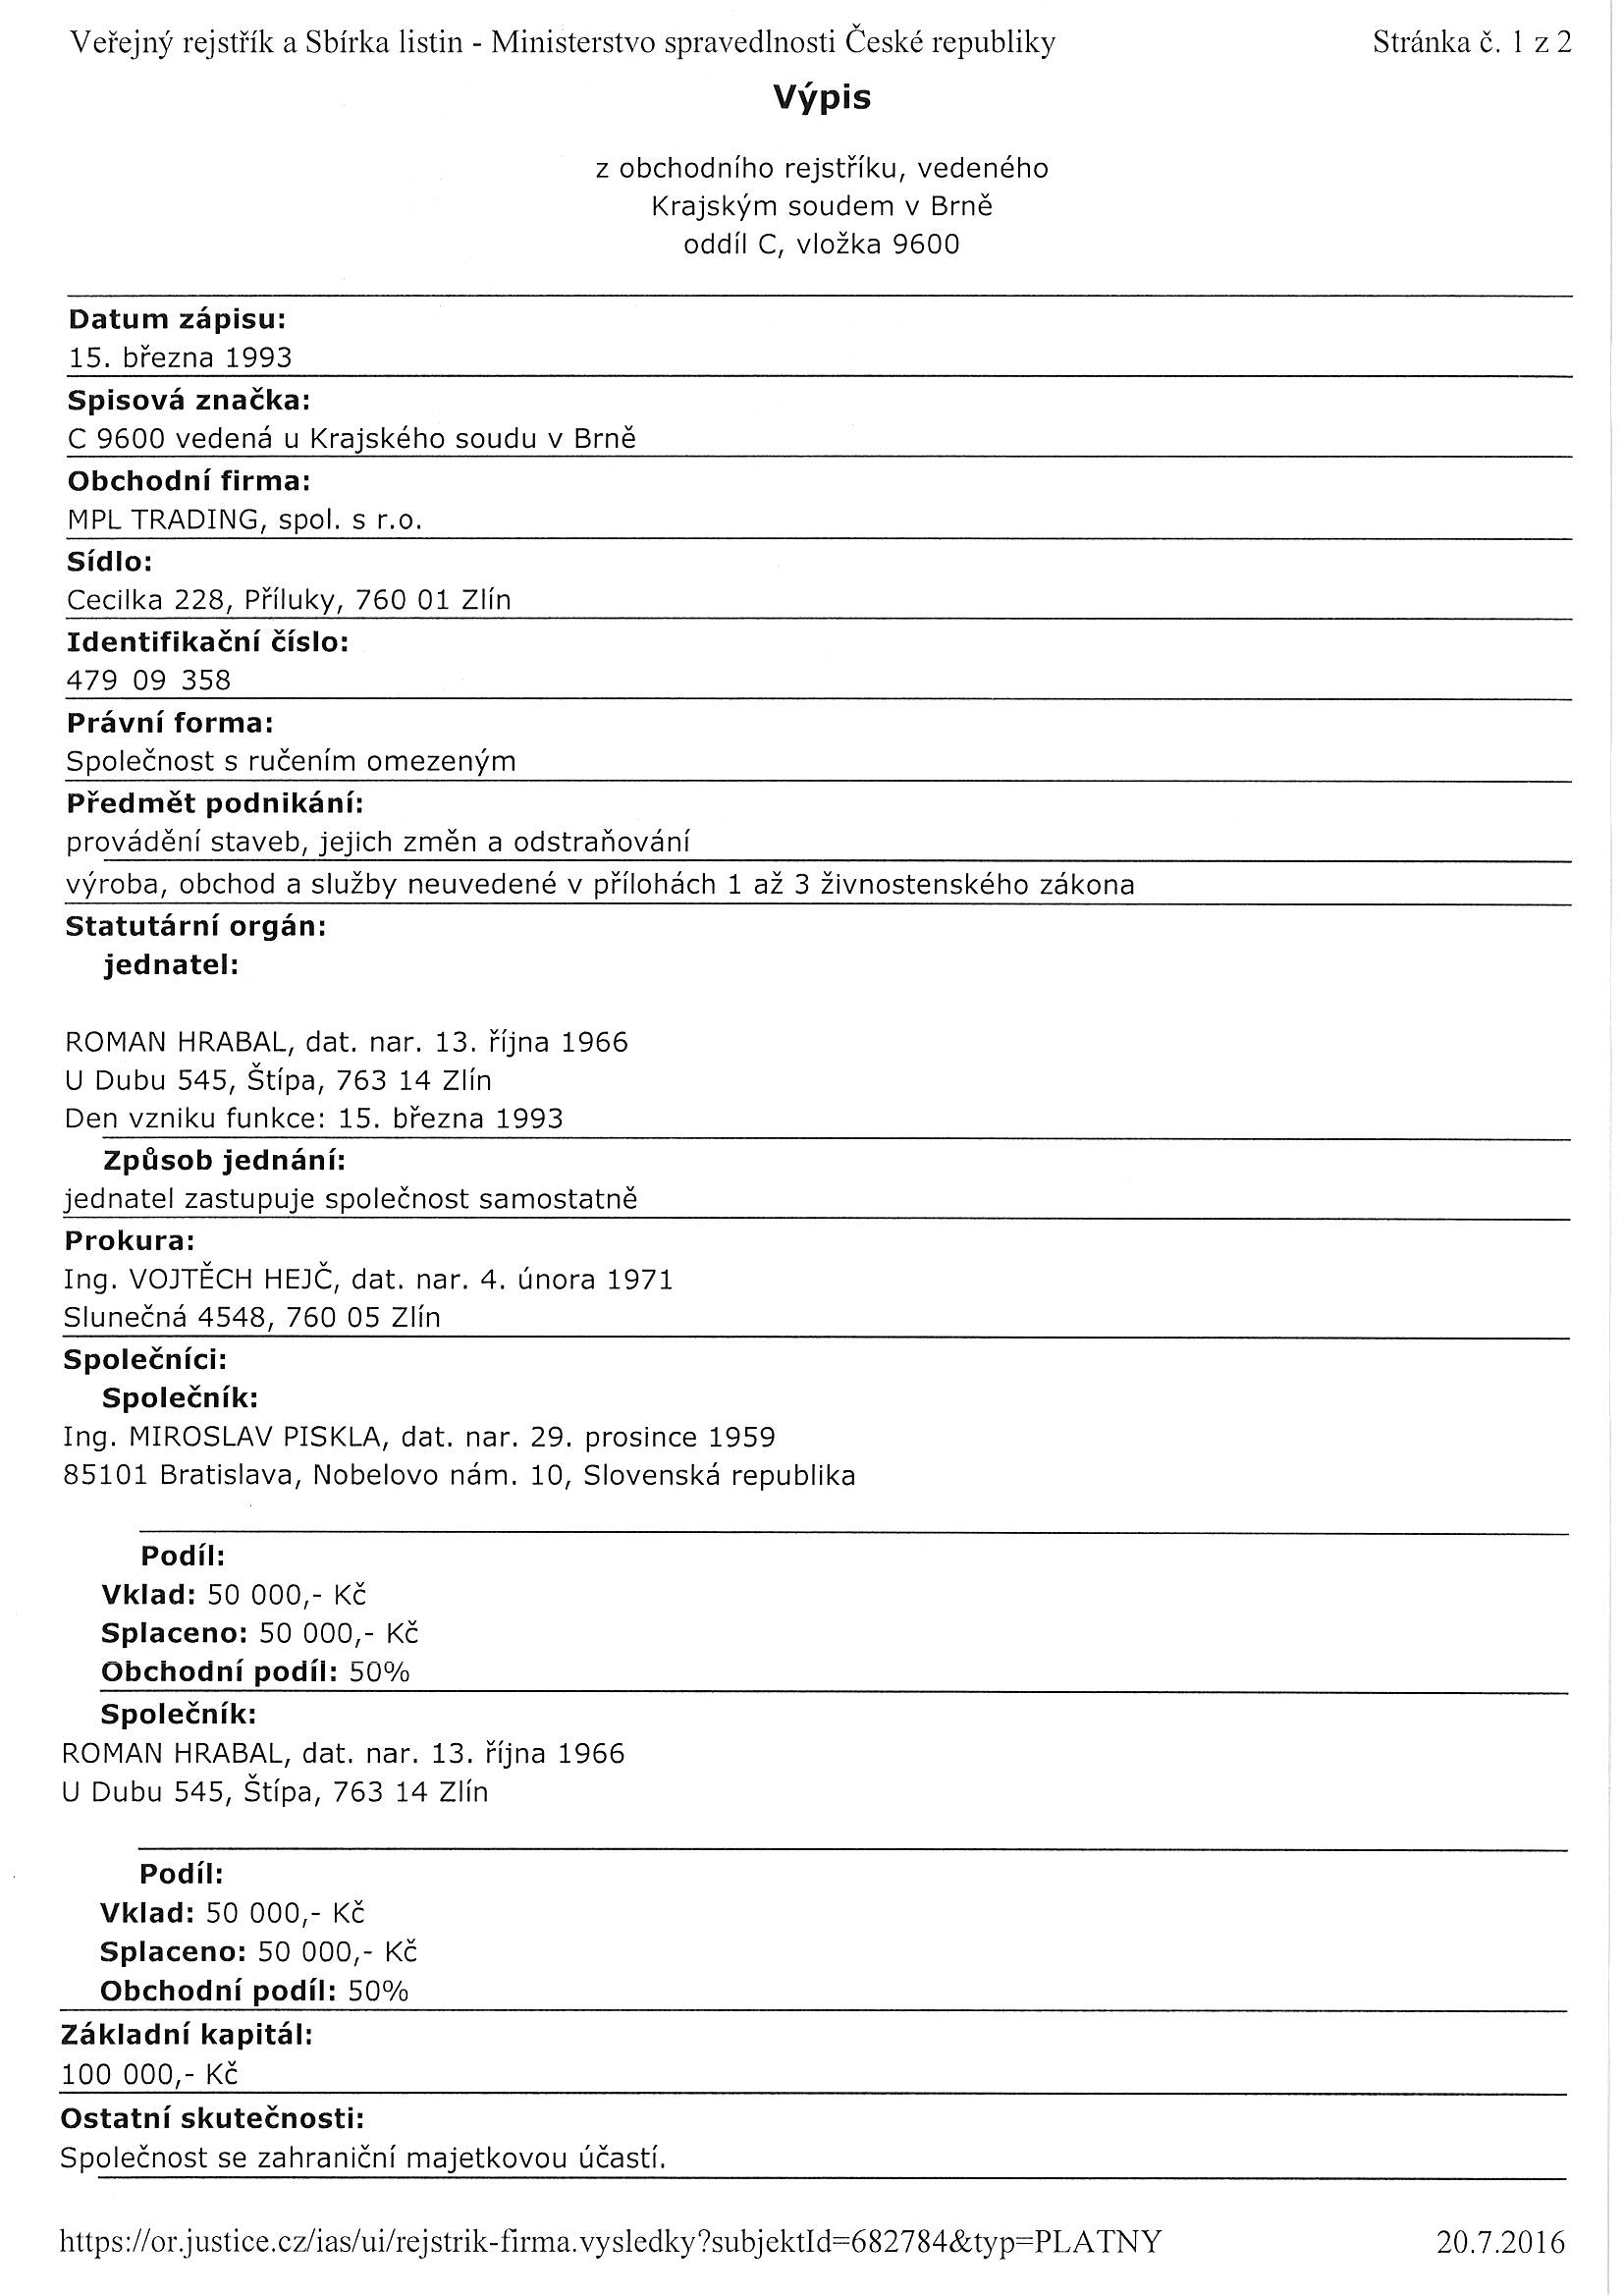 Veřejný rejstřík a Sbírka listin - Ministerstvo spravedlnosti České republiky Stránka č. 1 z 2
Výpis
z obchodního rejstříku, vedeného
Krajským soudem v Brně
oddíl C, vložka 9600
Datum zápisu:
15. března 1993
Spisová značka:
C 9600 vedená u Krajského soudu v Brně
Obchodní firma:
MPL TRADING, spol. s r.o.
Sídlo:
Cecilka 228, Příluky, 760 01 Zlín
Identifikační číslo:
479 09 358
Právní forma:
Společnost s ručením omezeným
Předmět podnikání:
provádění staveb, jejich změn a odstraňování
výroba, obchod a služby neuvedené v přílohách 1 až 3 živnostenského zákona
Statutární orgán:
jednatel:
ROMAN HRABAL, dat. nar. 13. října 1966
U Dubu 545, Štípa, 763 14 Zlín
Den vzniku funkce: 15. března 1993
Způsob jednání:
jednatel zastupuje společnost samostatně
Prokura:
Ing. VOJTĚCH HEJČ, dat. nar. 4. února 1971
Slunečná 4548, 760 05 Zlín
Společníci:
Společník:
Ing. MIROSLAV PISKLA, dat. nar. 29. prosince 1959
85101 Bratislava, Nobelovo nám. 10, Slovenská republika
Podíl:
Vklad: 50 000,- Kč
Splaceno: 50 000,- Kč
Obchodní podíl: 50%
Společník:
ROMAN HRABAL, dat. nar. 13. října 1966
U Dubu 545, Štípa, 763 14 Zlín
Podíl:
Vklad: 50 000,- Kč
Splaceno: 50 000,- Kč
Obchodní podíl: 50%
Základní kapitál:
100 000,- Kč
Ostatní skutečnosti:
Společnost se zahraniční majetkovou účastí.
https://or.justice.cz/ias/ui/rejstrik-firma.vysledky?subjektId=682784&typ=PLATNY 20.7.2016